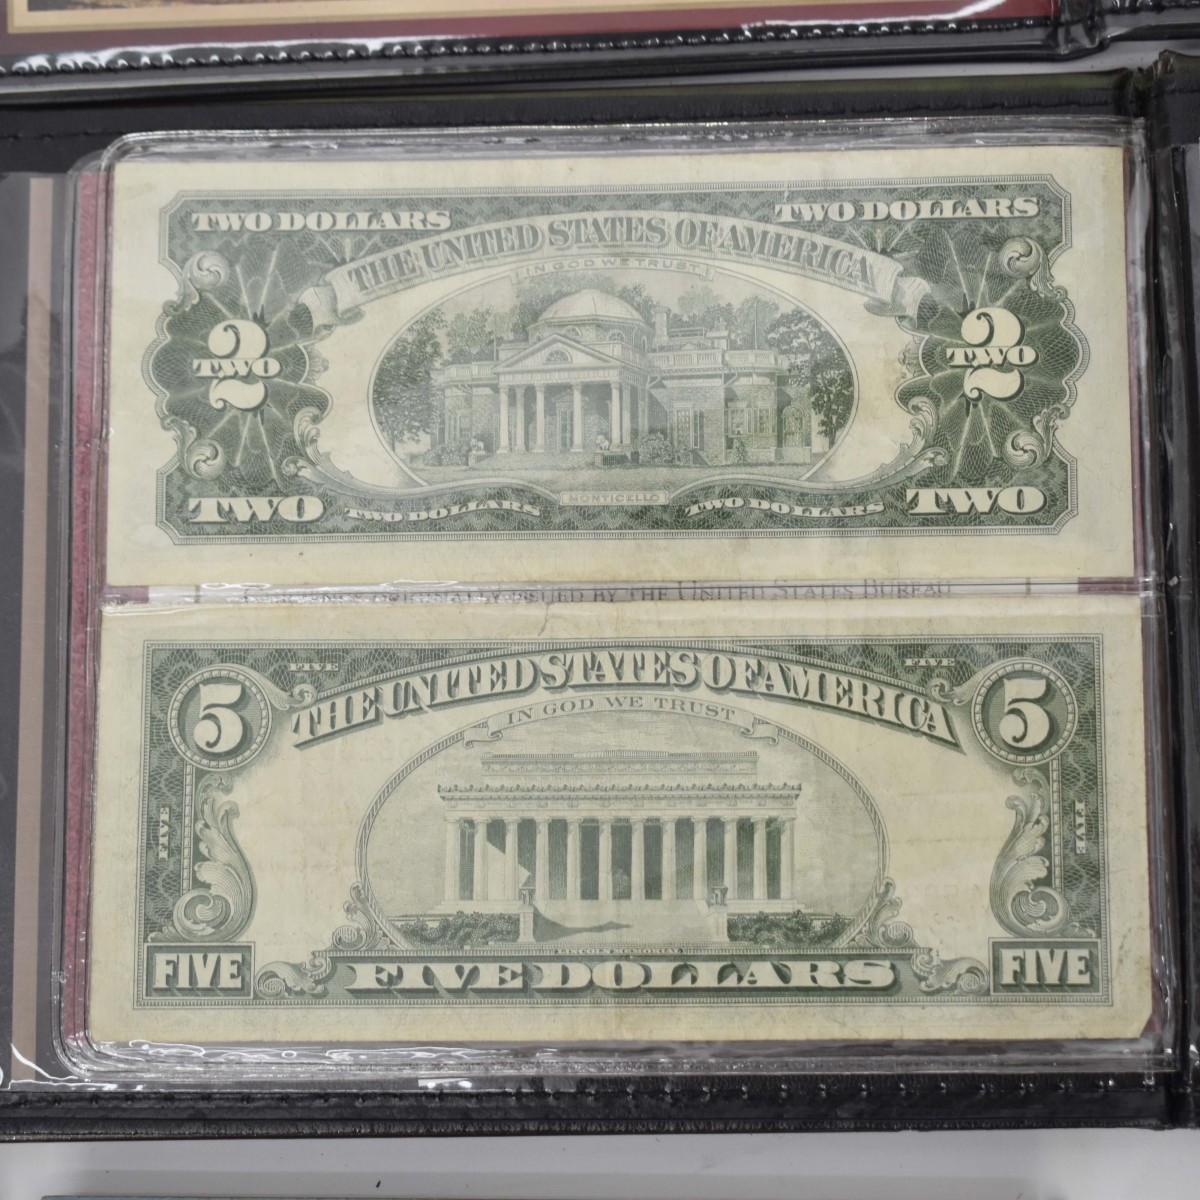 TWO DOLLARS TWO DOLLARS
THE UNITED STATES OF AMERICA
IN GOD WE TRUST
2 2
TWO TWO
MONTICELLO
TWO TWO DOLLARS TWO DOLLARS TWO
ISSUED BY THE UNITED STATES BUREAU
FIVE FIVE
THE UNITED STATES OF AMERICA
5 5
IN GOD WE TRUST
FIVE FIVE
LINCOLN MEMORIAL
FIVE FIVE DOLLARS FIVE